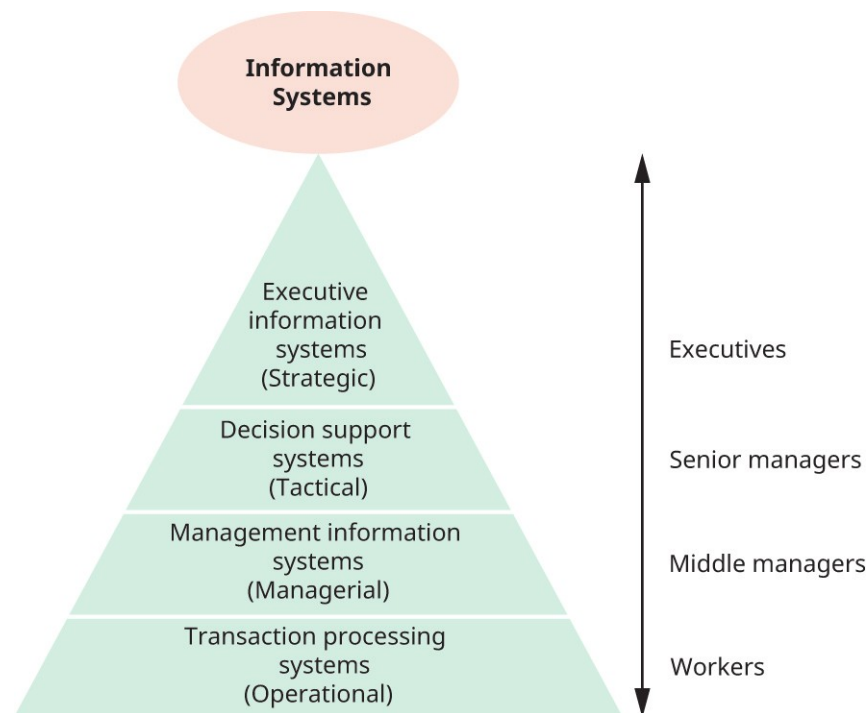 Information
Systems
Executive
information
systems
(Strategic)
Executives
Decision support
systems
(Tactical)
Senior managers
Management information
systems
(Managerial)
Middle managers
Transaction processing
systems
(Operational)
Workers